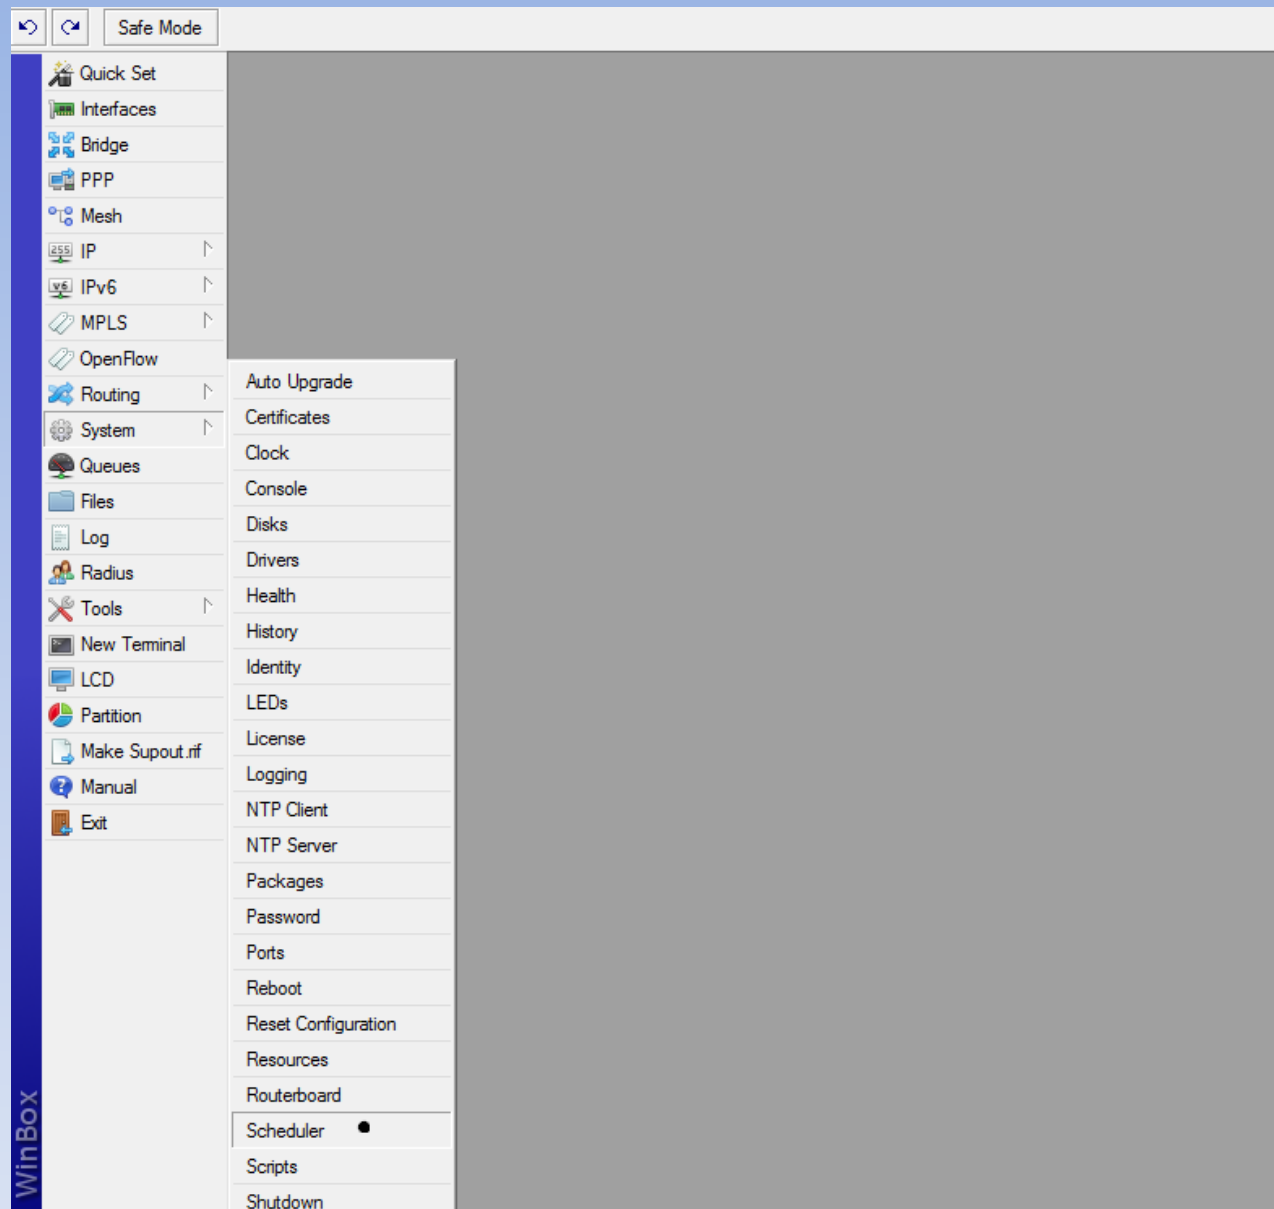 Safe Mode
Quick Set
Interfaces
Bridge
PPP
Mesh
255 IP
v6 IPv6
MPLS
OpenFlow
Routing
System
Queues
Files
Log
Radius
Tools
New Terminal
LCD
Partition
Make Supout.rif
Manual
Exit
Auto Upgrade
Certificates
Clock
Console
Disks
Drivers
Health
History
Identity
LEDs
License
Logging
NTP Client
NTP Server
Packages
Password
Ports
Reboot
Reset Configuration
Resources
Routerboard
Scheduler
Scripts
Shutdown
WinBox